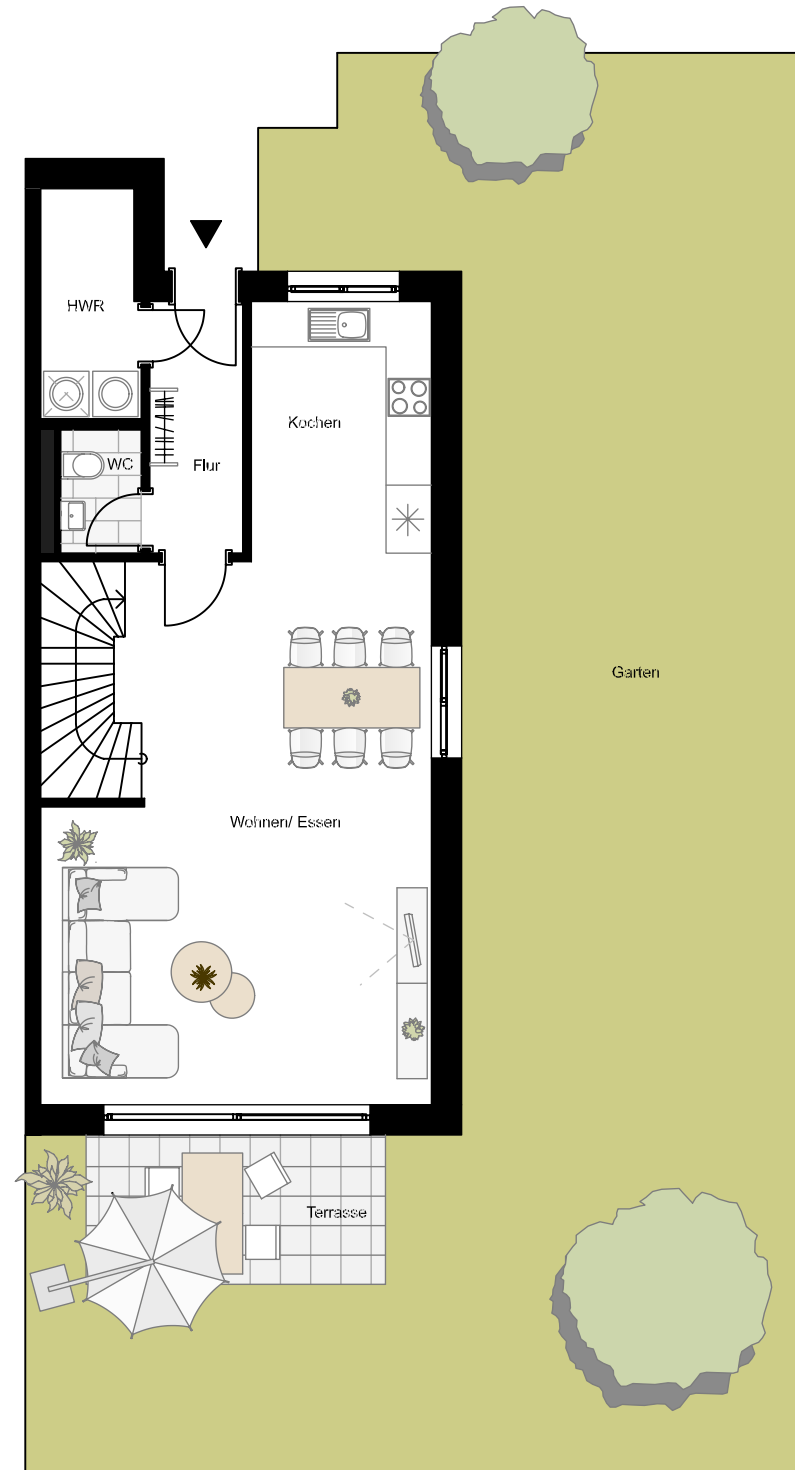 HWR
Kochen
WC
Flur
Garten
Wohnen/ Essen
Terrasse